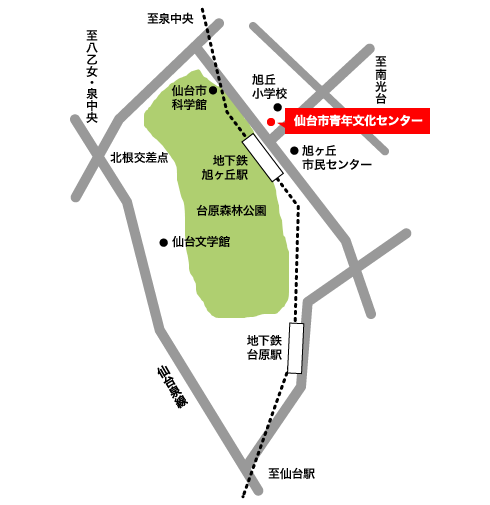 至泉中央
至八乙女・泉中央
旭丘
小学校
至南光台
仙台市
科学館
仙台市青年文化センター
北根交差点
地下鉄
旭ヶ丘駅
旭ヶ丘
市民センター
台原森林公園
仙台文学館
地下鉄
台原駅
仙台泉線
至仙台駅